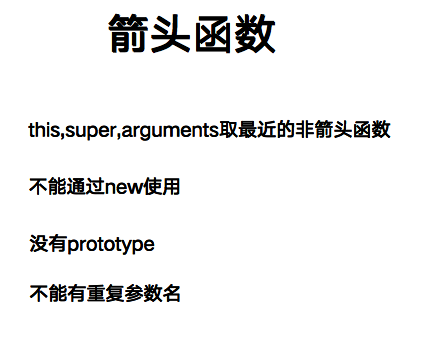 箭头函数
this,super,arguments取最近的非箭头函数
不能通过new使用
没有prototype
不能有重复参数名